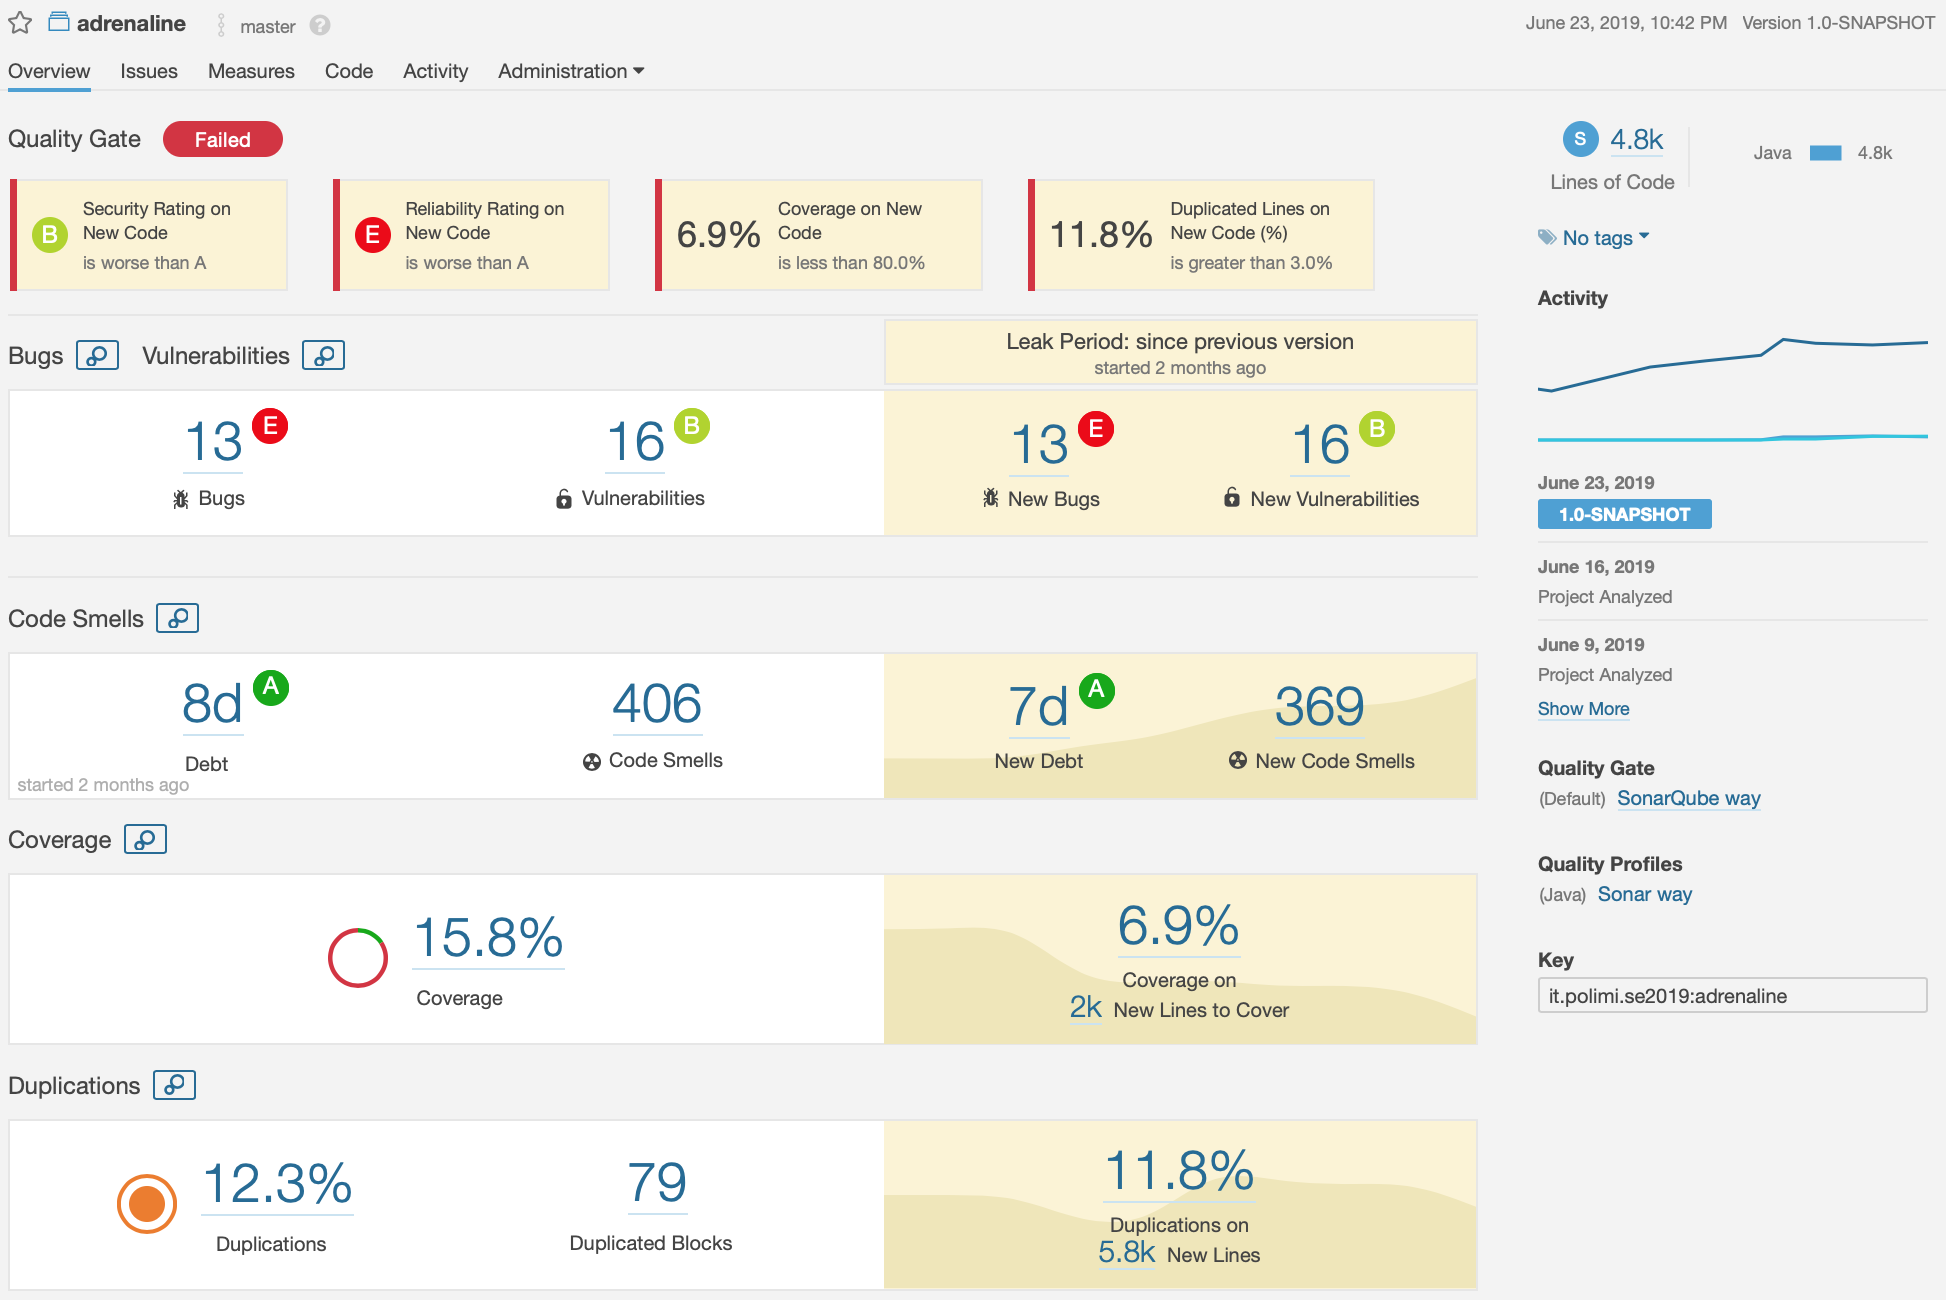 adrenaline master ? June 23, 2019, 10:42 PM Version 1.0-SNAPSHOT
Overview Issues Measures Code Activity Administration
Quality Gate Failed
B Security Rating on
New Code
is worse than A
E Reliability Rating on
New Code
is worse than A
6.9% Coverage on New
Code
is less than 80.0%
11.8% Duplicated Lines on
New Code (%)
is greater than 3.0%
Bugs Vulnerabilities
Leak Period: since previous version
started 2 months ago
13 E
Bugs
16 B
Vulnerabilities
13 E
New Bugs
16 B
New Vulnerabilities
Code Smells
8d A
Debt
started 2 months ago
406
Code Smells
7d A
New Debt
369
New Code Smells
Coverage
15.8%
Coverage
6.9%
Coverage on
2k New Lines to Cover
Duplications
12.3%
Duplications
79
Duplicated Blocks
11.8%
Duplications on
5.8k New Lines
S 4.8k
Lines of Code
Java 4.8k
No tags
Activity
June 23, 2019
1.0-SNAPSHOT
June 16, 2019
Project Analyzed
June 9, 2019
Project Analyzed
Show More
Quality Gate
(Default) SonarQube way
Quality Profiles
(Java) Sonar way
Key
it.polimi.se2019:adrenaline